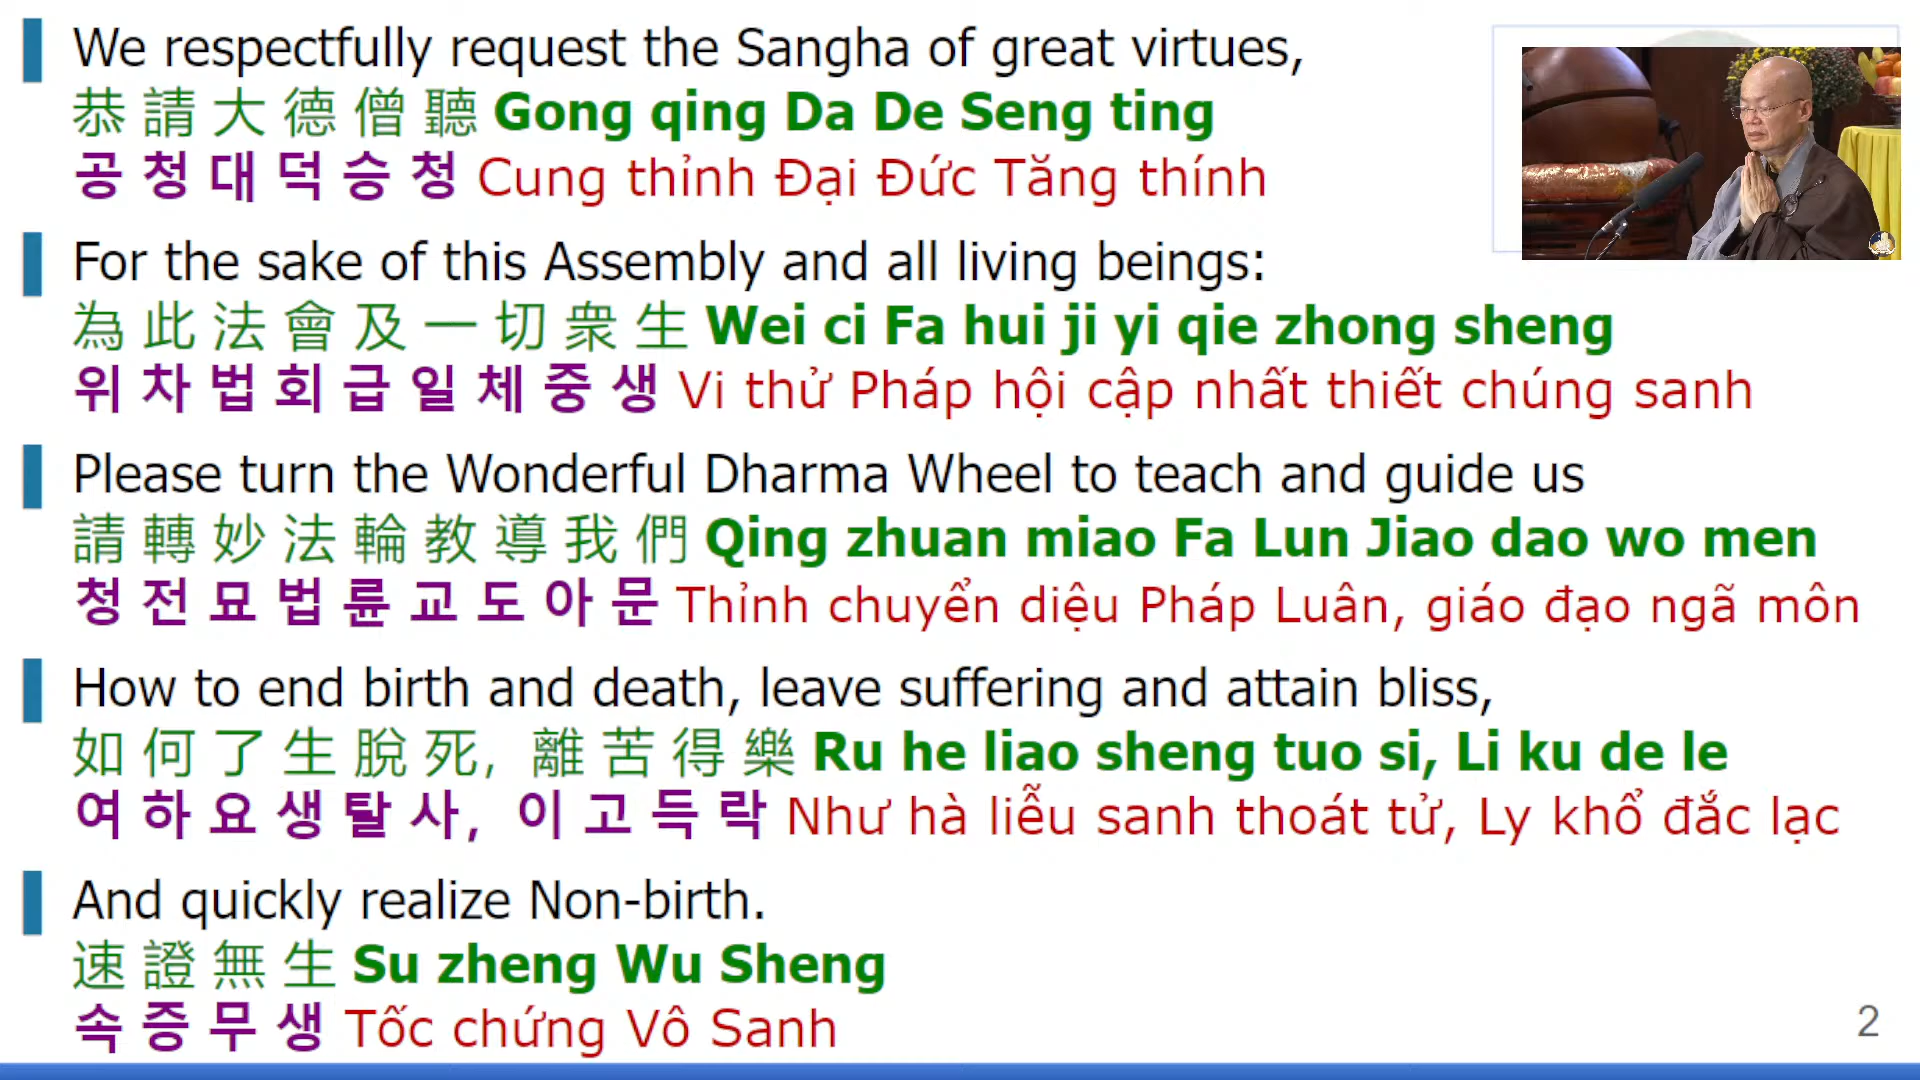 We respectfully request the Sangha of great virtues,
恭 請 大 德 僧 聽 Gong qing Da De Seng ting
공 청 대 덕 승 청 Cung thỉnh Đại Đức Tăng thính
For the sake of this Assembly and all living beings:
為 此 法 會 及 一 切 衆 生 Wei ci Fa hui ji yi qie zhong sheng
위 차 법 회 급 일 체 중 생 Vi thử Pháp hội cập nhất thiết chúng sanh
Please turn the Wonderful Dharma Wheel to teach and guide us
請 轉 妙 法 輪 教 導 我 們 Qing zhuan miao Fa Lun Jiao dao wo men
청 전 묘 법 륜 교 도 아 문 Thỉnh chuyển diệu Pháp Luân, giáo đạo ngã môn
How to end birth and death, leave suffering and attain bliss,
如 何 了 生 脫 死, 離 苦 得 樂 Ru he liao sheng tuo si, Li ku de le
여 하 요 생 탈 사, 이 고 득 락 Như hà liễu sanh thoát tử, Ly khổ đắc lạc
And quickly realize Non-birth.
速 證 無 生 Su zheng Wu Sheng
속 증 무 생 Tốc chứng Vô Sanh
2